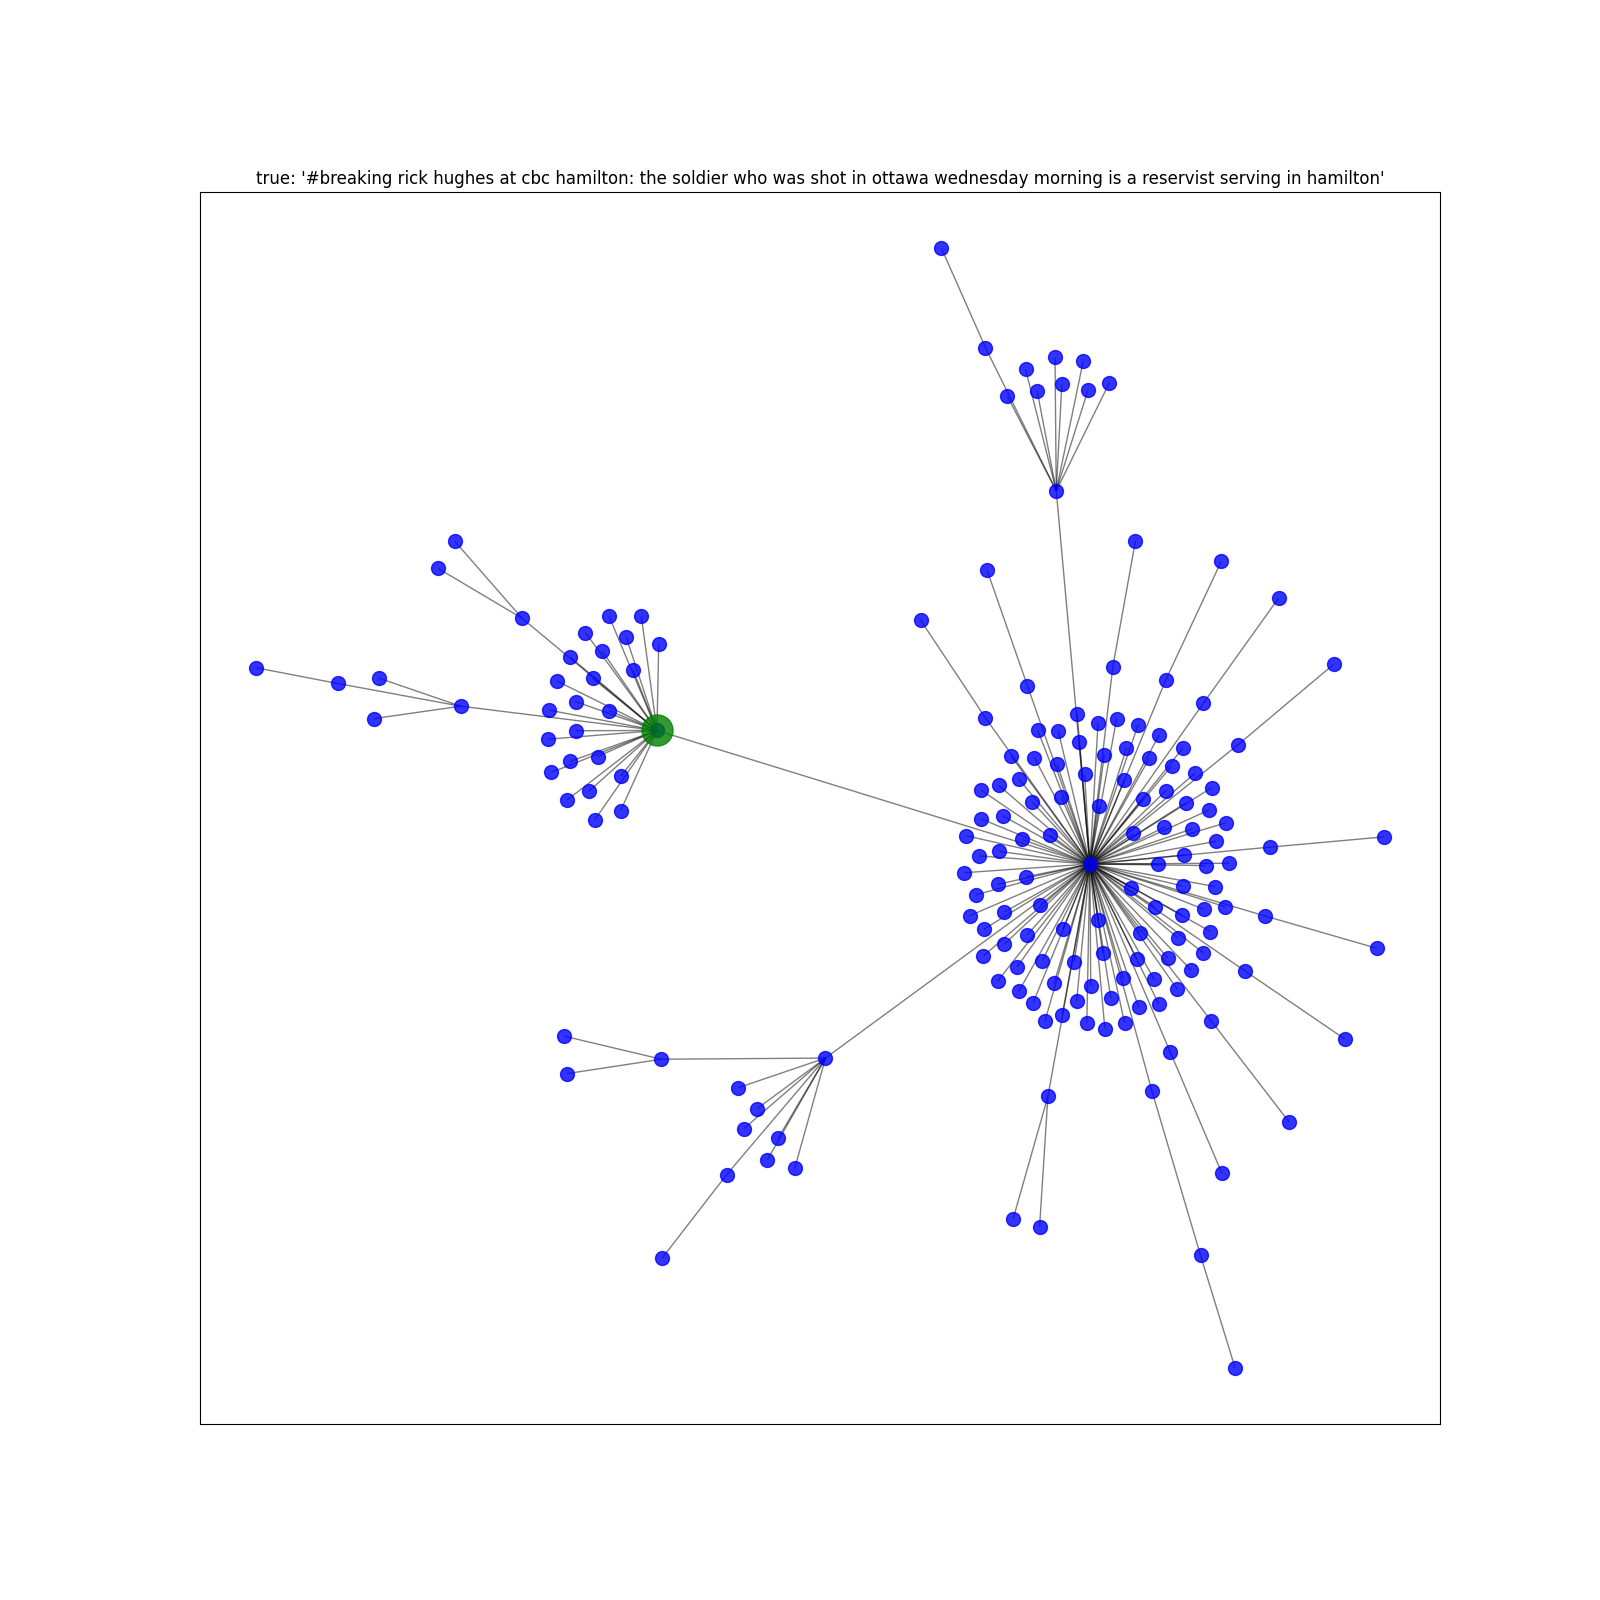 true: '#breaking rick hughes at cbc hamilton: the soldier who was shot in ottawa wednesday morning is a reservist serving in hamilton'